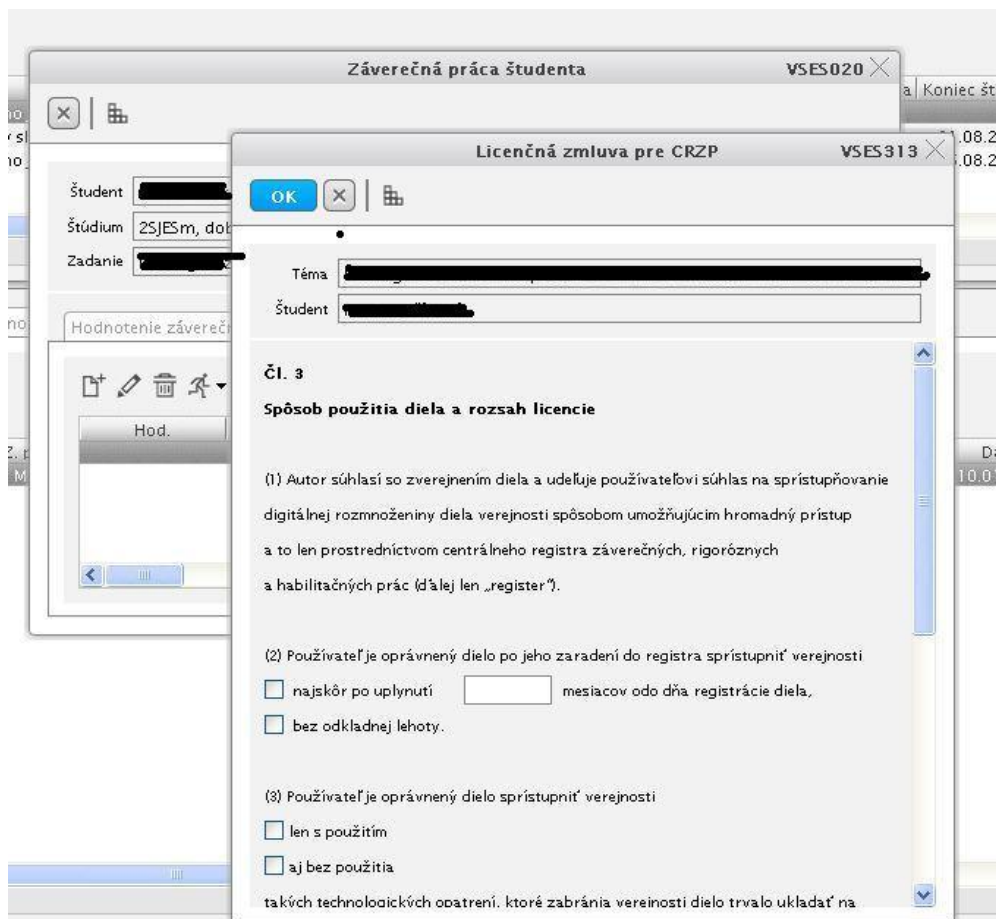 Záverečná práca študenta VSES020
a Koniec št
.08.2
.08.2
Licenčná zmluva pre CRZP VSES313
OK
Študent
Štúdium 2SJESm, dob
Zadanie
Téma
Študent
Hodnotenie závereč
Hod.
Čl. 3
Spôsob použitia diela a rozsah licencie
(1) Autor súhlasí so zverejnením diela a udeľuje používateľovi súhlas na sprístupňovanie
digitálnej rozmnoženiny diela verejnosti spôsobom umožňujúcim hromadný prístup
a to len prostredníctvom centrálneho registra záverečných, rigoróznych
a habilitačných prác (ďalej len „register“).
(2) Používateľ je oprávnený dielo po jeho zaradení do registra sprístupniť verejnosti
najskôr po uplynutí mesiacov odo dňa registrácie diela,
bez odkladnej lehoty.
(3) Používateľ je oprávnený dielo sprístupniť verejnosti
len s použitím
aj bez použitia
takých technologických opatrení, ktoré zabránia verejnosti dielo trvalo ukladať na